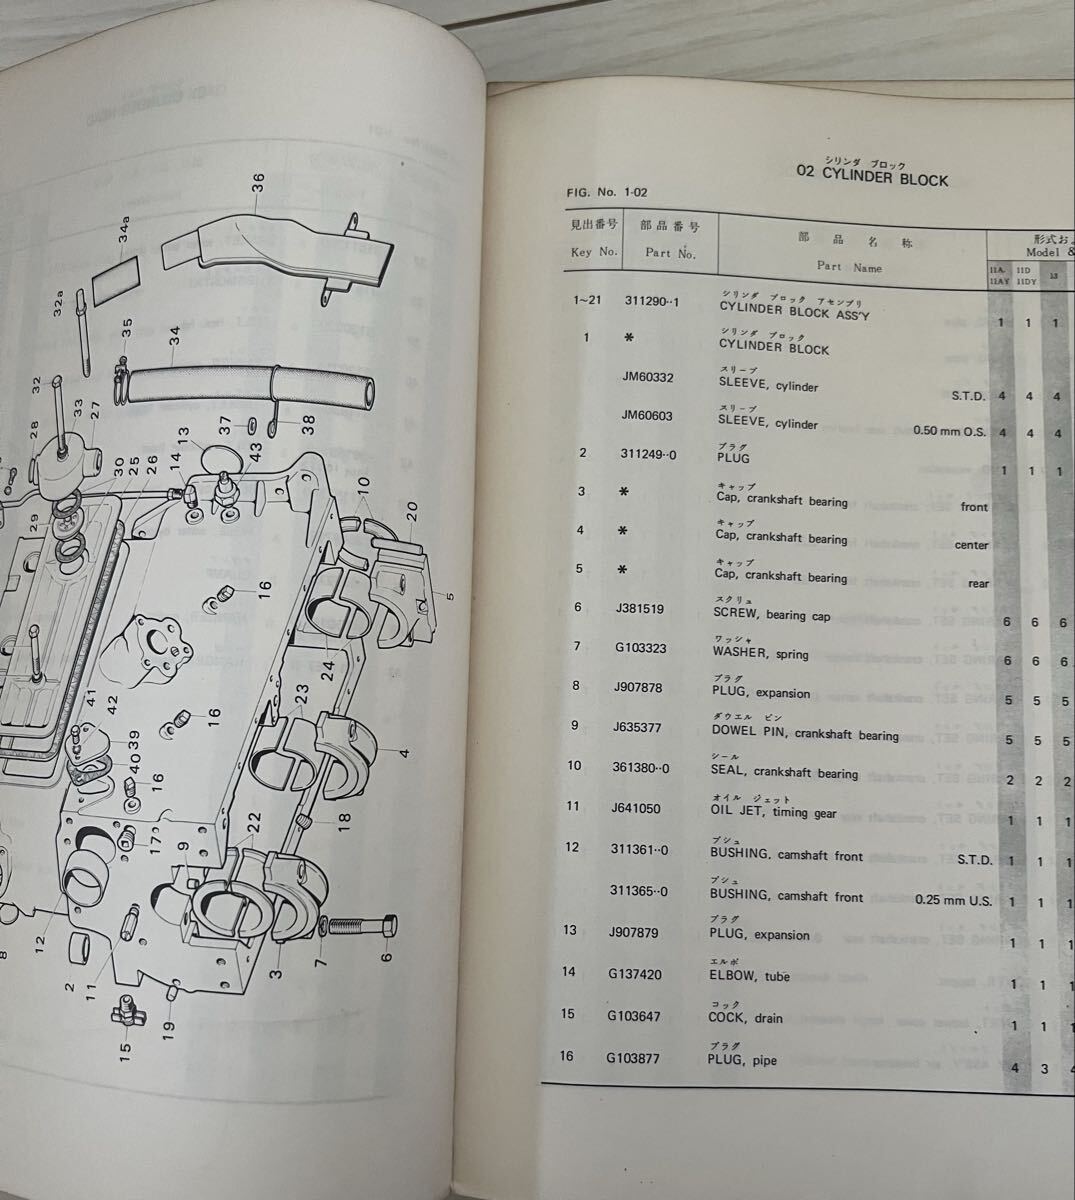 36
34a
32a
35
34
32
33
28
27
37
38
13
43
14
30
25
26
10
20
29
16
5
24
41
42
23
16
39
40
4
16
18
22
17
9
12
3
7
6
2
11
19
15
8
シリンダ ブロック
02 CYLINDER BLOCK
FIG. No. 1-02
見出番号 部品番号 部品名称 形式お
Key No. Part No. Part Name Model &
11A. 11D 13
11AY 11DY
シリンダ ブロック アセンブリ
1~21 311290··1 CYLINDER BLOCK ASS'Y 1 1 1
シリンダ ブロック
1 * CYLINDER BLOCK
スリーブ
JM60332 SLEEVE, cylinder S.T.D. 4 4 4
スリーブ
JM60603 SLEEVE, cylinder 0.50 mm O.S. 4 4 4
プラグ
2 311249··0 PLUG 1 1 1
キャップ
3 * Cap, crankshaft bearing front
キャップ
4 * Cap, crankshaft bearing center
キャップ
5 * Cap, crankshaft bearing rear
スクリュ
6 J381519 SCREW, bearing cap 6 6 6
ワッシャ
7 G103323 WASHER, spring 6 6 6
プラグ
8 J907878 PLUG, expansion 5 5 5
ダウエル ピン
9 J635377 DOWEL PIN, crankshaft bearing 5 5 5
シール
10 361380··0 SEAL, crankshaft bearing 2 2 2
オイル ジェット
11 J641050 OIL JET, timing gear 1 1 1
ブシュ
12 311361··0 BUSHING, camshaft front S.T.D. 1 1 1
ブシュ
311365··0 BUSHING, camshaft front 0.25 mm U.S. 1 1 1
プラグ
13 J907879 PLUG, expansion 1 1 1
エルボ
14 G137420 ELBOW, tube 1 1 1
コック
15 G103647 COCK, drain 1 1 1
プラグ
16 G103877 PLUG, pipe 4 3 4